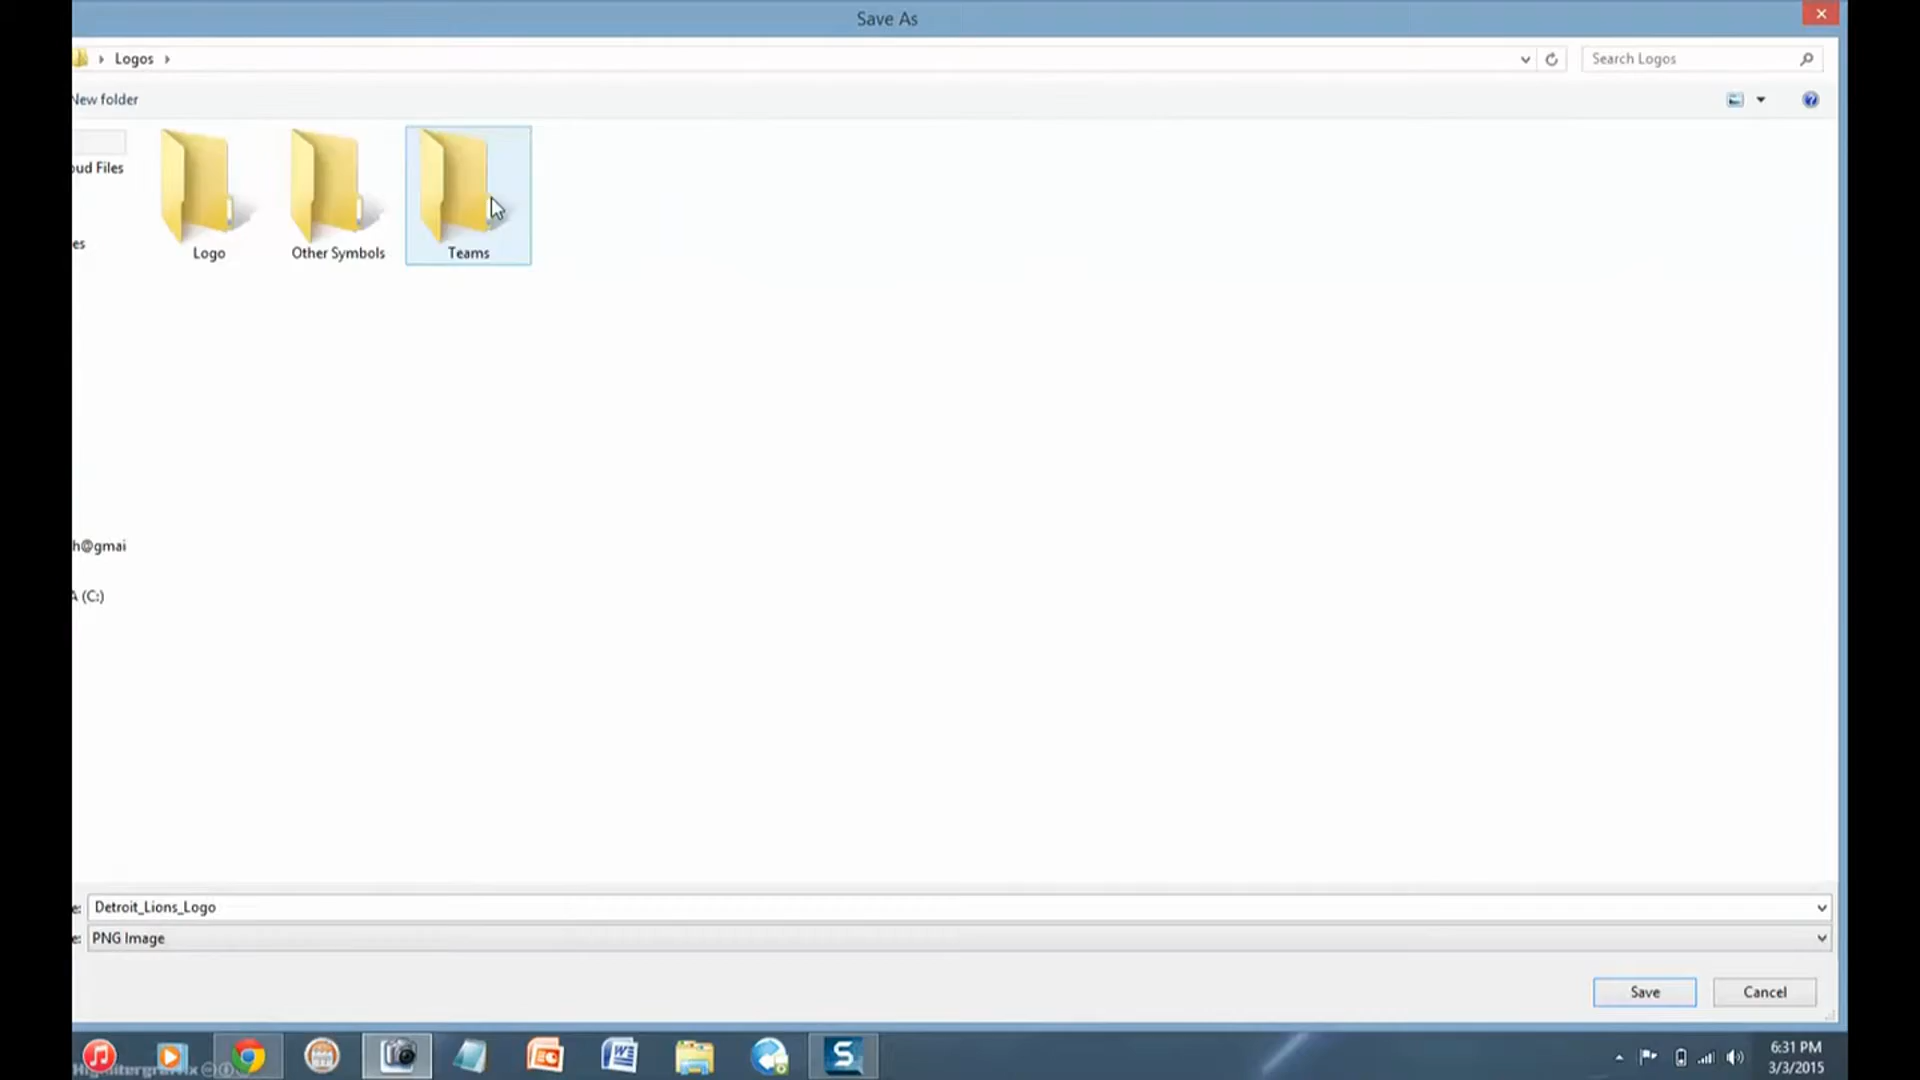 Save As
Logos
Search Logos
New folder
oud Files
Logo
Other Symbols
Teams
es
h@gmai
A (C:)
e: Detroit_Lions_Logo
e: PNG Image
Save
Cancel
S
6:31 PM
3/3/2015